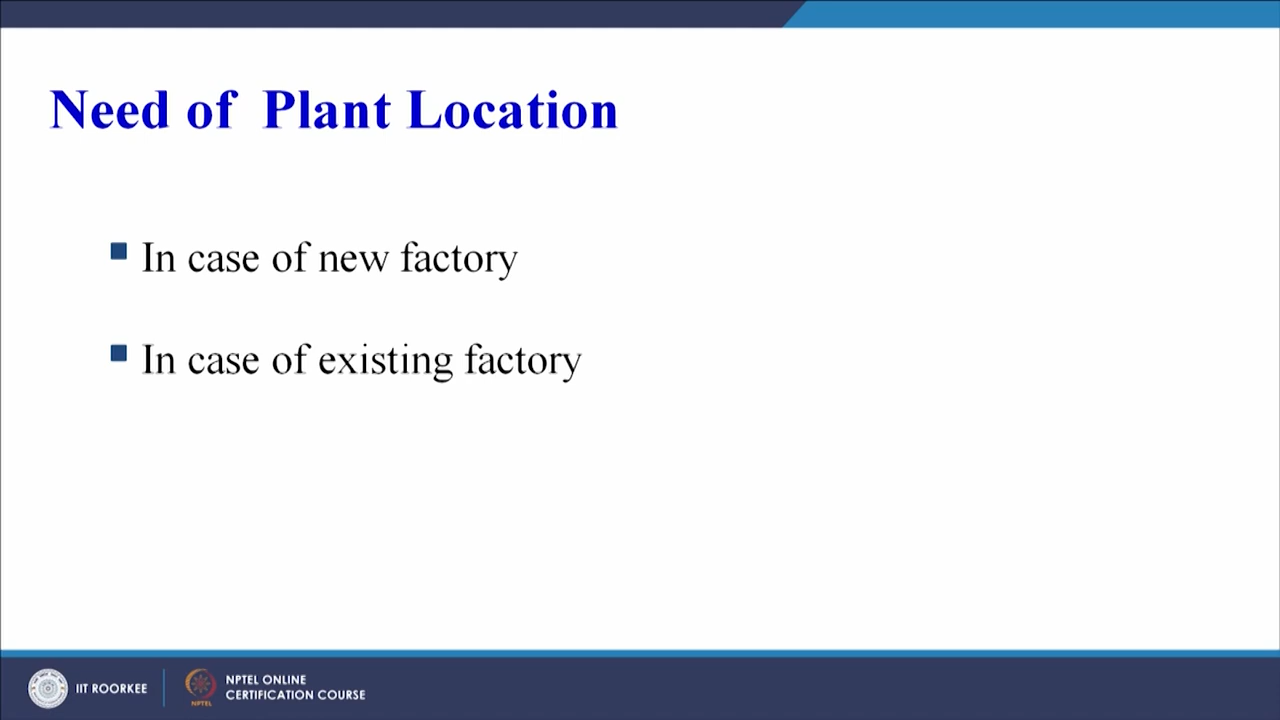 Need of Plant Location
In case of new factory
In case of existing factory
IIT ROORKEE
NPTEL
NPTEL ONLINE
CERTIFICATION COURSE